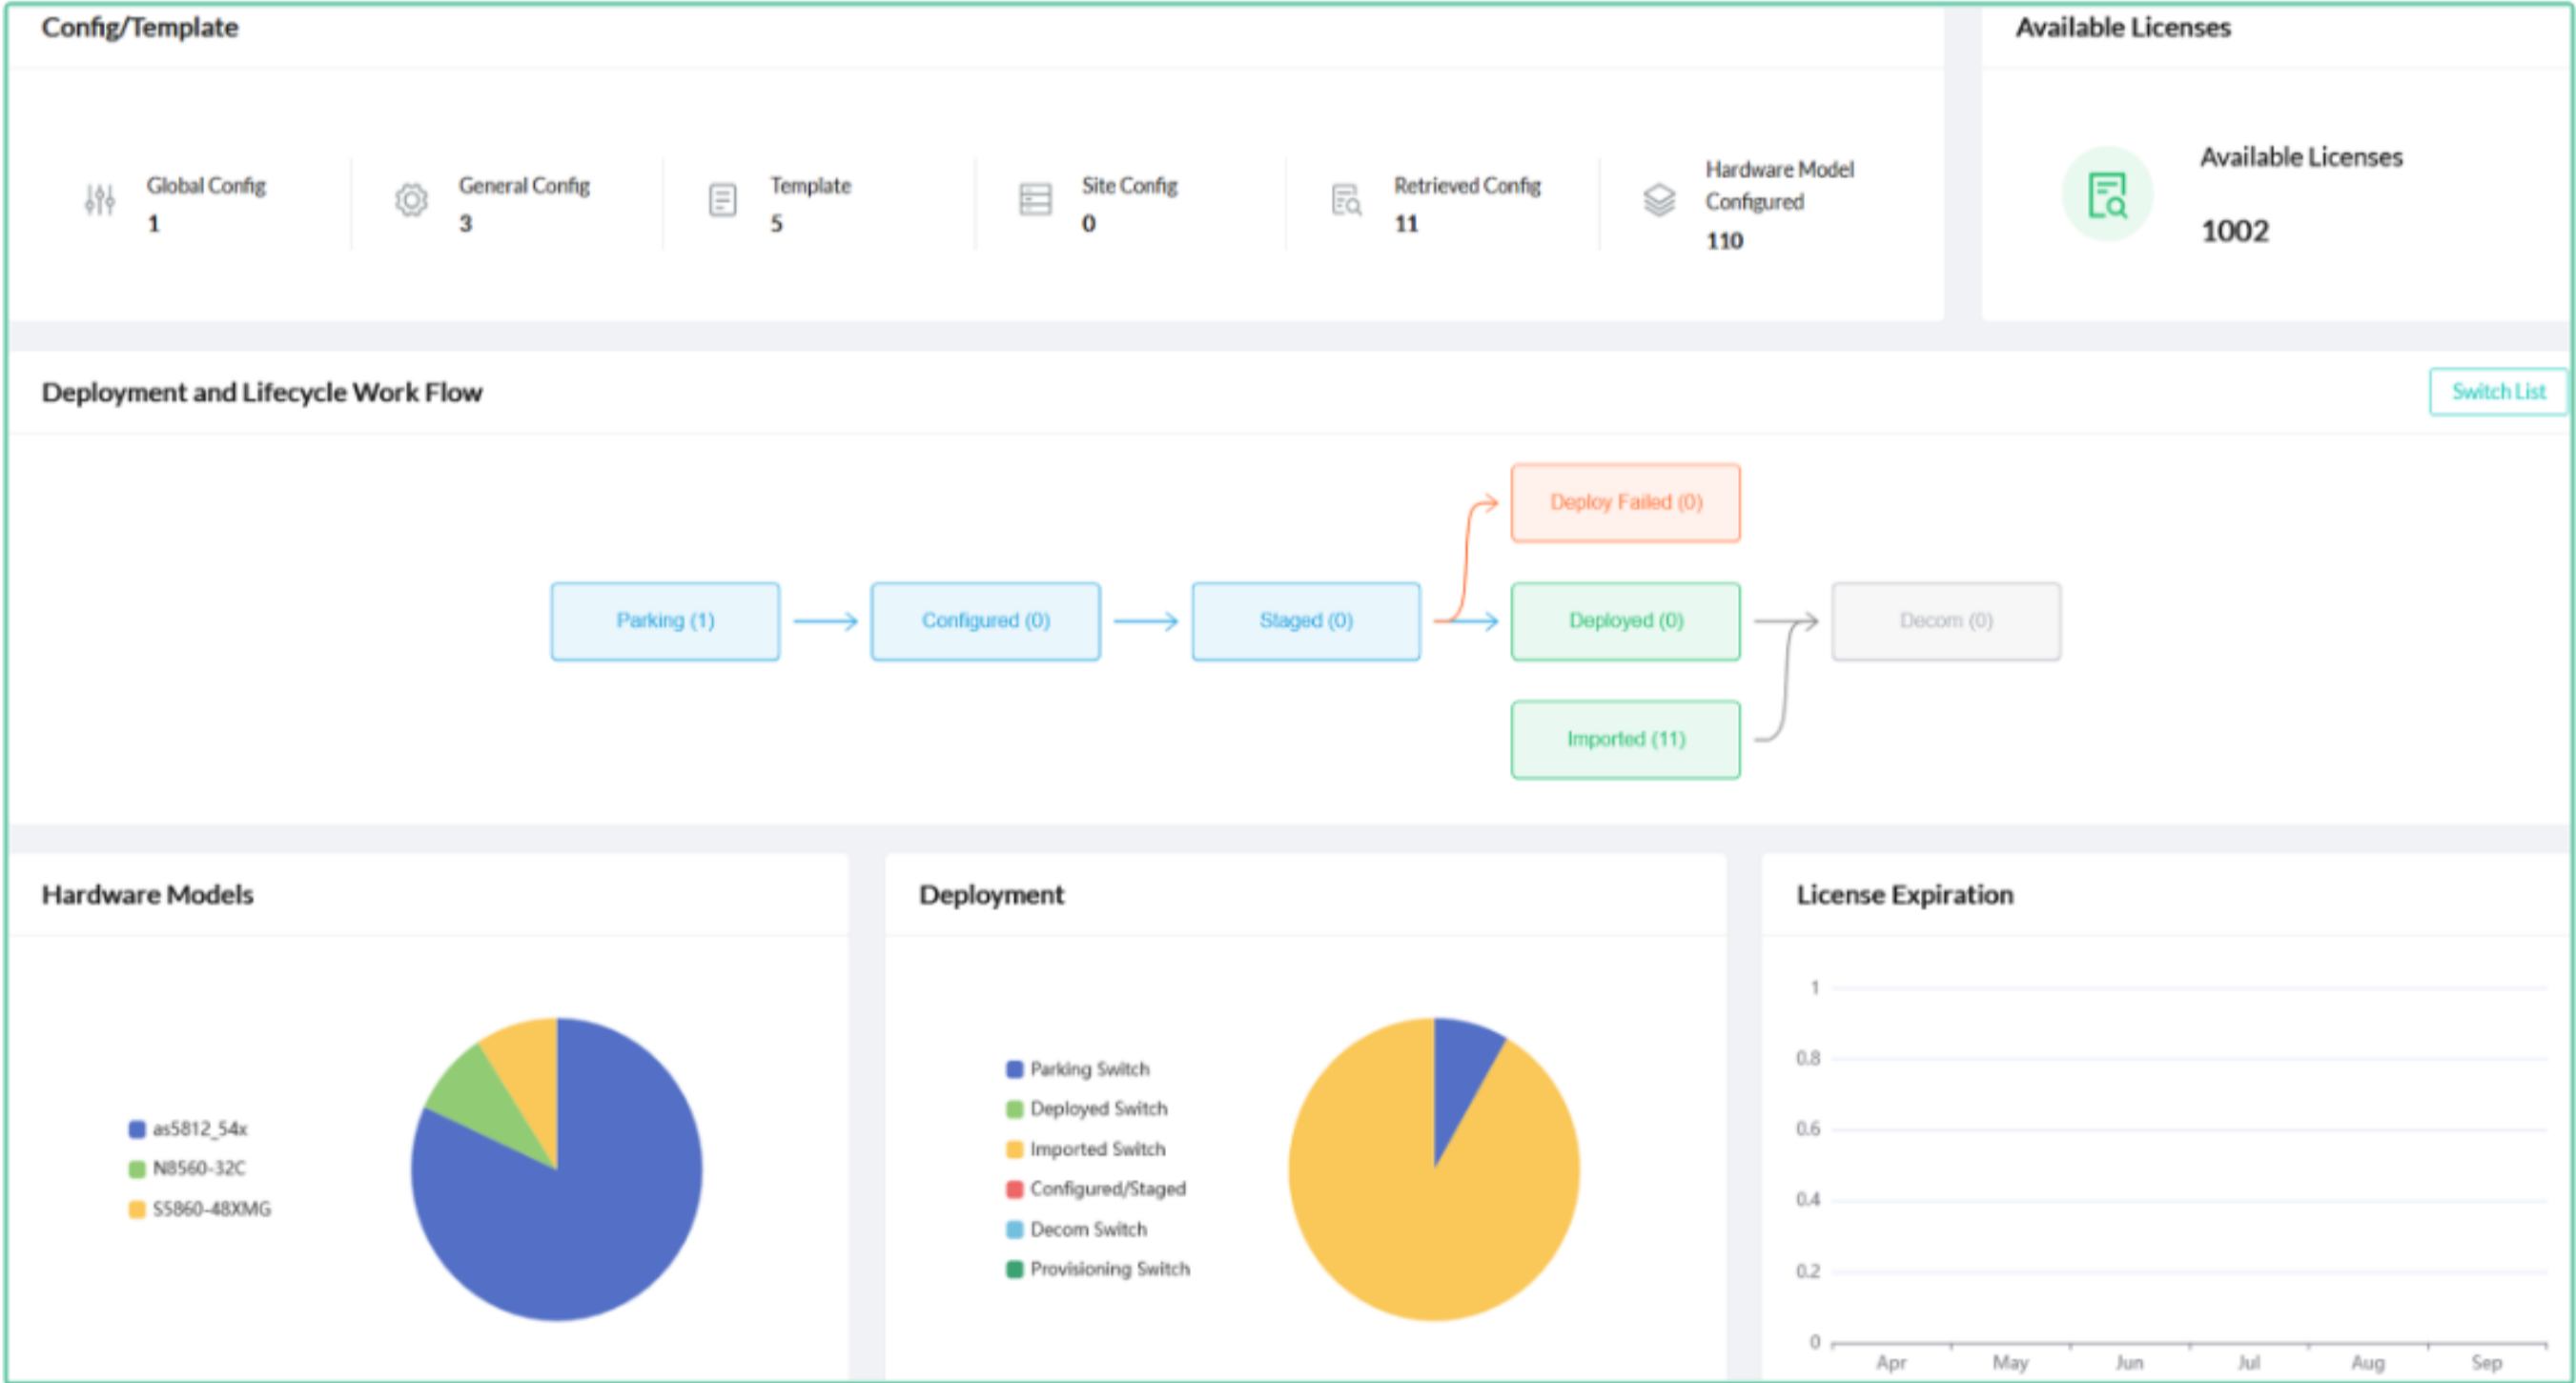 Config/Template
Available Licenses
Global Config
1
General Config
3
Template
5
Site Config
0
Retrieved Config
11
Hardware Model
Configured
110
Available Licenses
1002
Deployment and Lifecycle Work Flow
Switch List
Deploy Failed (0)
Parking (1)
Configured (0)
Staged (0)
Deployed (0)
Decom (0)
Imported (11)
Hardware Models
as5812_54x
N8560-32C
S5860-48XMG
Deployment
Parking Switch
Deployed Switch
Imported Switch
Configured/Staged
Decom Switch
Provisioning Switch
License Expiration
1
0.8
0.6
0.4
0.2
0
Apr May Jun Jul Aug Sep